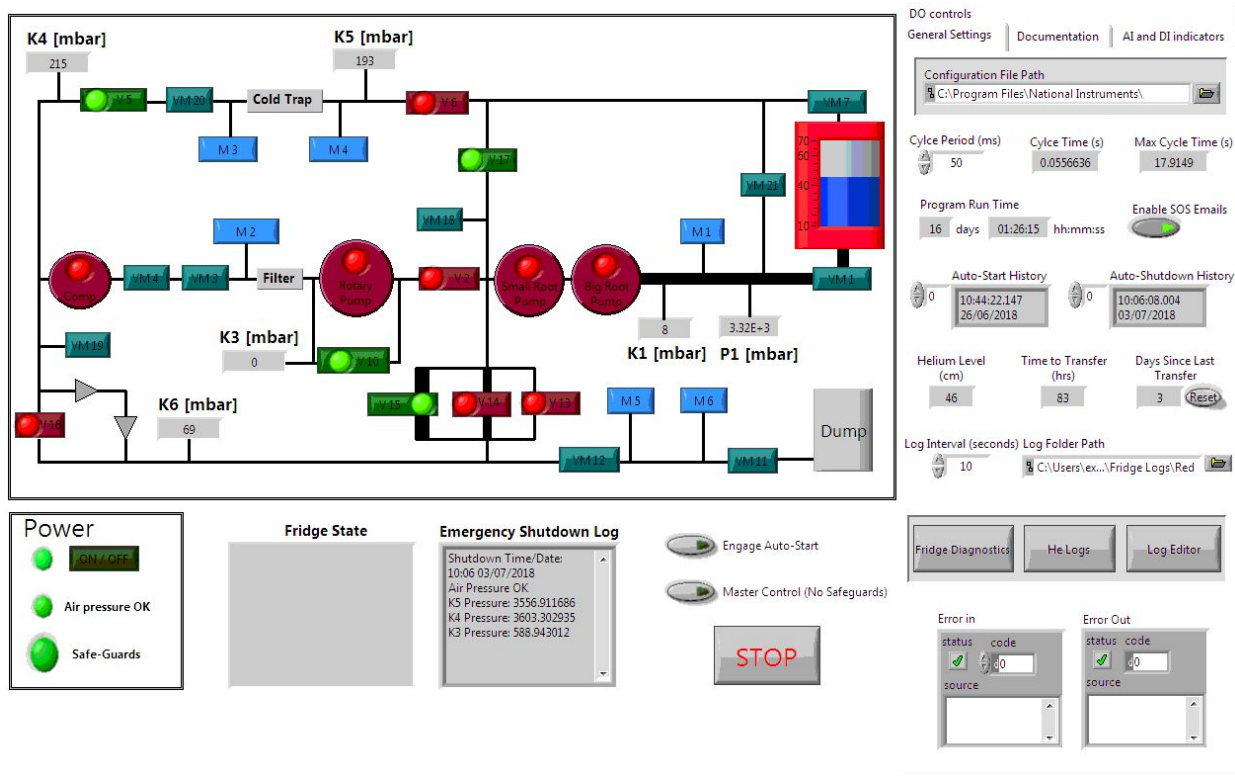 DO controls
General Settings
Documentation
AI and DI indicators
Configuration File Path
C:\Program Files\National Instruments\
Cylce Period (ms)
50
Cylce Time (s)
0.0556636
Max Cycle Time (s)
17.9149
Program Run Time
16 days 01:26:15 hh:mm:ss
Enable SOS Emails
Auto-Start History
0
10:44:22.147
26/06/2018
Auto-Shutdown History
0
10:06:08.004
03/07/2018
Helium Level
(cm)
46
Time to Transfer
(hrs)
83
Days Since Last
Transfer
3
Reset
Log Interval (seconds)
10
Log Folder Path
C:\Users\ex...\Fridge Logs\Red
Fridge Diagnostics
He Logs
Log Editor
Error in
status code
d0
source
Error Out
status code
d0
source
K4 [mbar]
215
K5 [mbar]
193
V 5
VM 20
Cold Trap
V 6
VM 7
M 3
M 4
V 17
70
60
40
10
VM 21
VM 18
M 2
M 1
Comp
VM 4
VM 3
Filter
Rotary
Pump
V 2
Small Root
Pump
Big Root
Pump
VM 1
K3 [mbar]
0
V 10
8
K1 [mbar]
3.32E+3
P1 [mbar]
VM 19
V 16
K6 [mbar]
69
V 15
V 14
V 13
M 5
M 6
Dump
VM 12
VM 11
Power
ON / OFF
Air pressure OK
Safe-Guards
Fridge State
Emergency Shutdown Log
Shutdown Time/Date:
10:06 03/07/2018
Air Pressure OK
K5 Pressure: 3556.911686
K4 Pressure: 3603.302935
K3 Pressure: 588.943012
Engage Auto-Start
Master Control (No Safeguards)
STOP